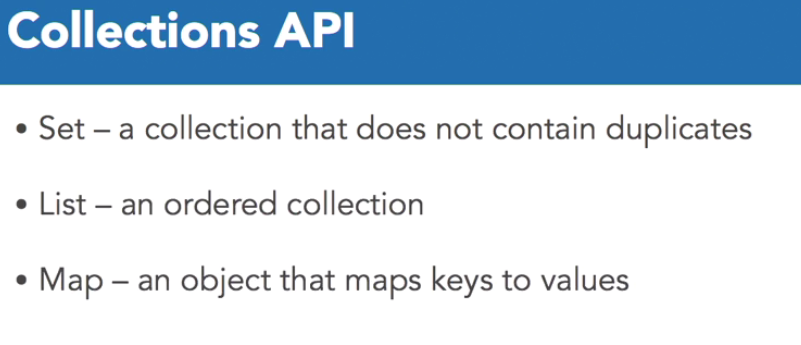 Collections API
• Set – a collection that does not contain duplicates
• List – an ordered collection
• Map – an object that maps keys to values